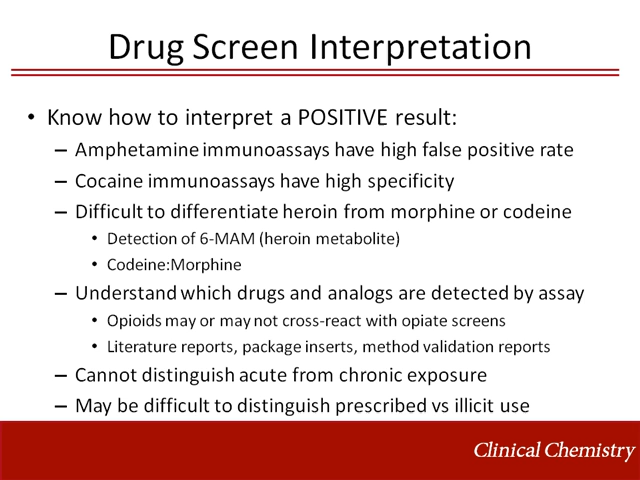 Drug Screen Interpretation
• Know how to interpret a POSITIVE result:
– Amphetamine immunoassays have high false positive rate
– Cocaine immunoassays have high specificity
– Difficult to differentiate heroin from morphine or codeine
• Detection of 6-MAM (heroin metabolite)
• Codeine:Morphine
– Understand which drugs and analogs are detected by assay
• Opioids may or may not cross-react with opiate screens
• Literature reports, package inserts, method validation reports
– Cannot distinguish acute from chronic exposure
– May be difficult to distinguish prescribed vs illicit use
Clinical Chemistry